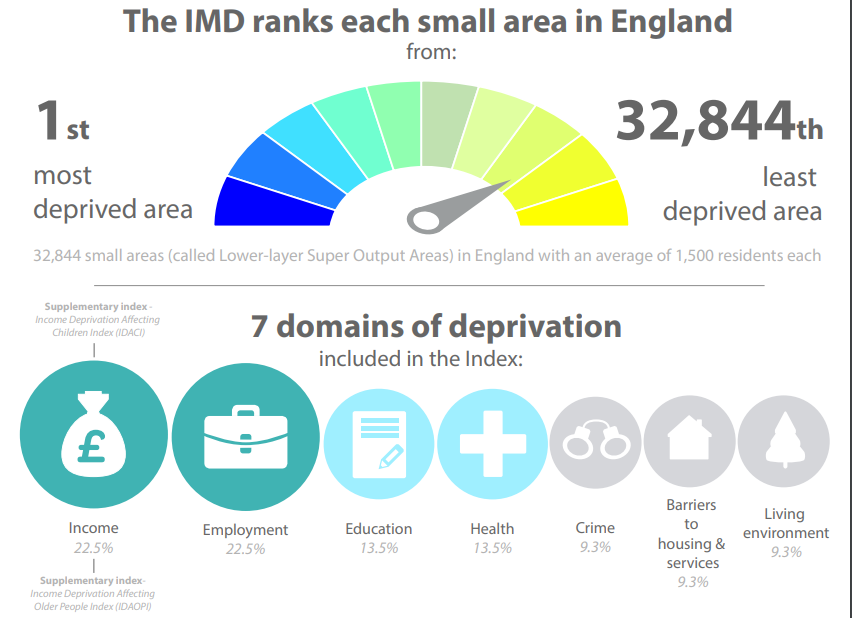 The IMD ranks each small area in England
from:
1st
most
deprived area
32,844th
least
deprived area
32,844 small areas (called Lower-layer Super Output Areas) in England with an average of 1,500 residents each
Supplementary index -
Income Deprivation Affecting
Children Index (IDACI)
7 domains of deprivation
included in the Index:
£
Income
22.5%
Employment
22.5%
Education
13.5%
Health
13.5%
Crime
9.3%
Barriers
to
housing &
services
9.3%
Living
environment
9.3%
Supplementary index-
Income Deprivation Affecting
Older People Index (IDAOPI)